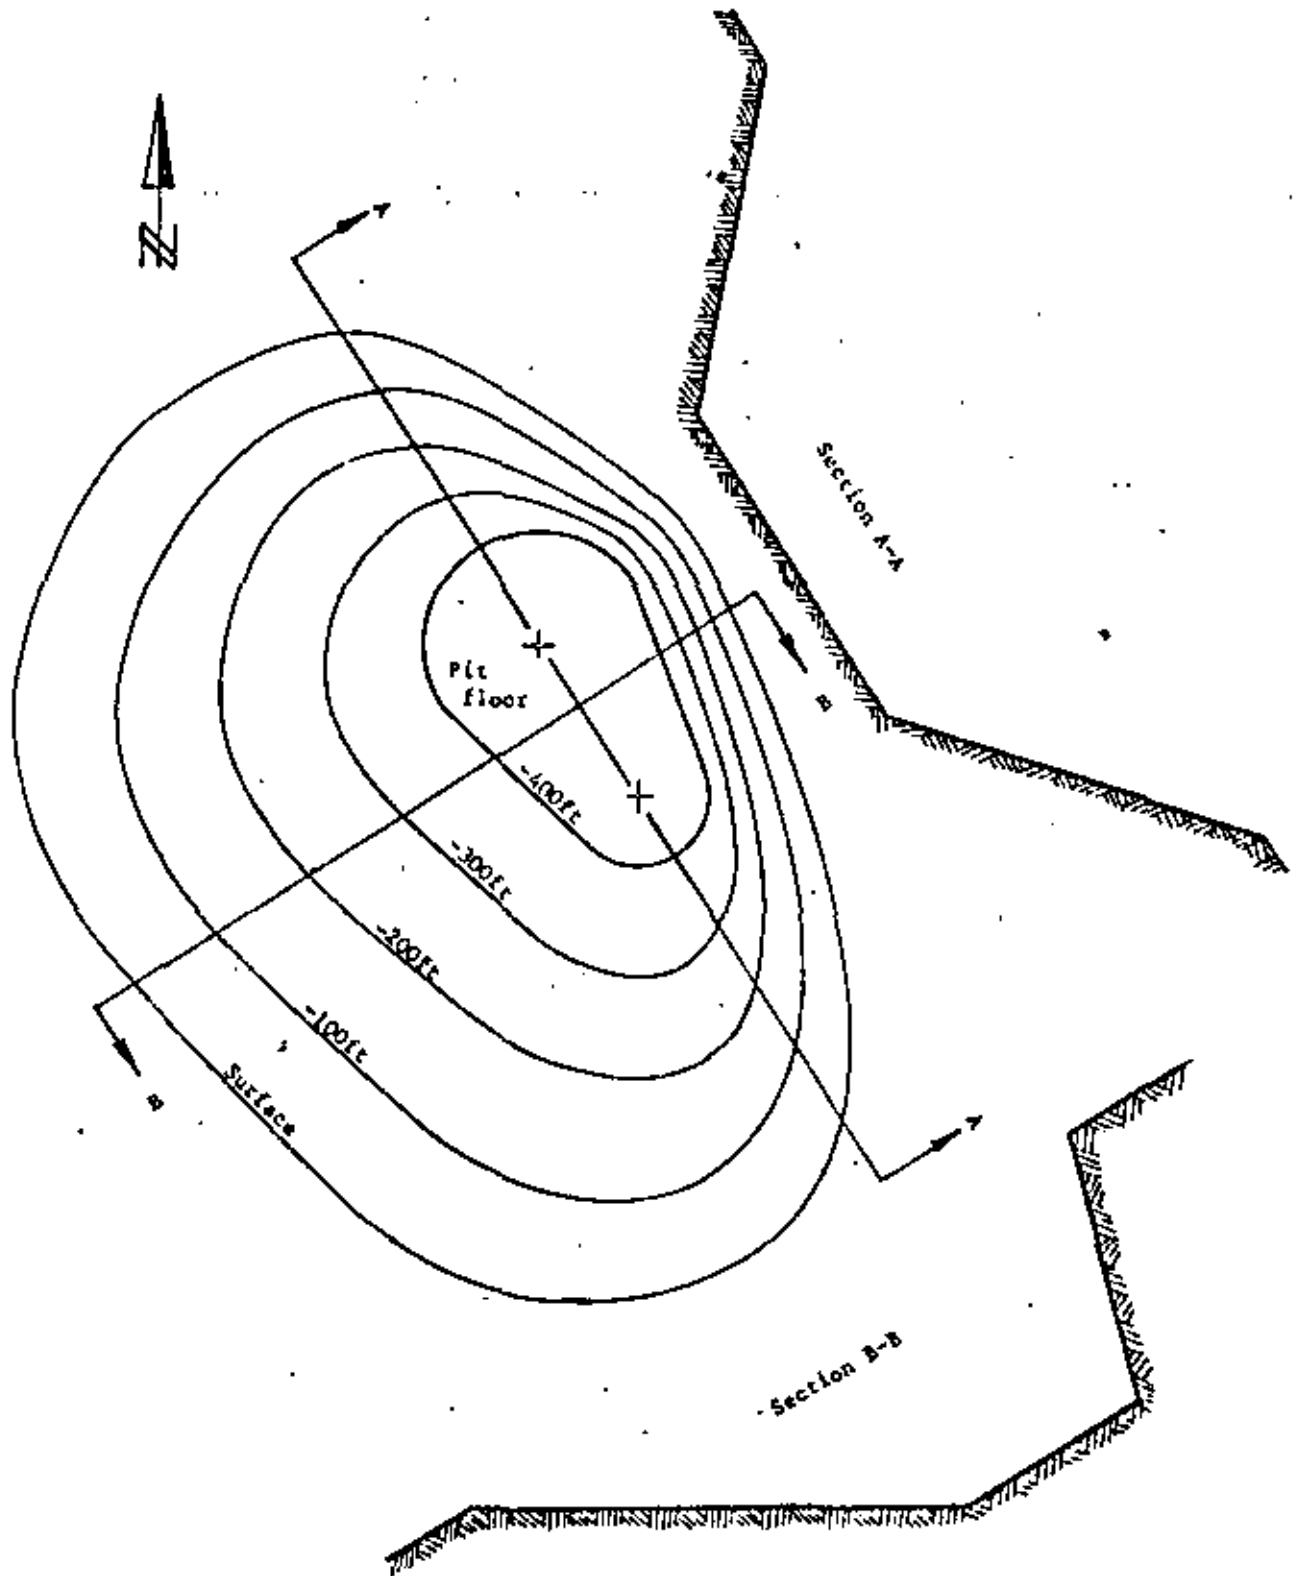 A
N
Section A-A
B
Pit
floor
-400ft
-300ft
-200ft
-100ft
Surface
B
A
Section B-B